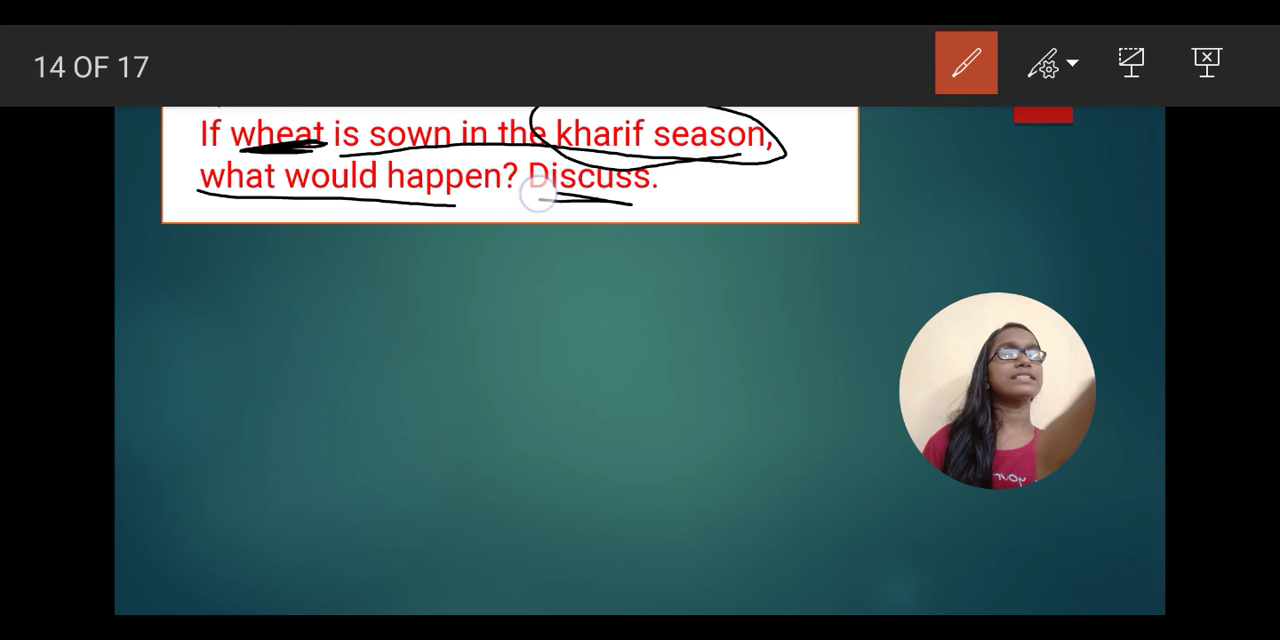 14 OF 17
If wheat is sown in the kharif season,
what would happen? Discuss.